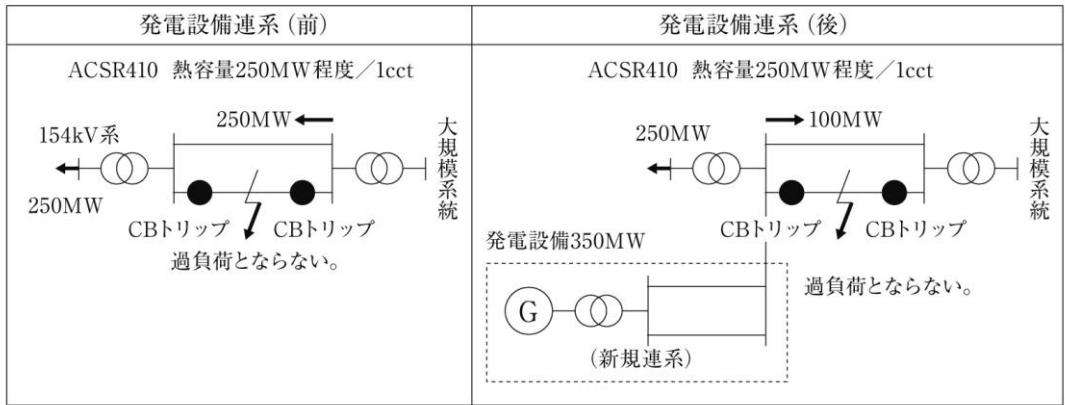 発電設備連系（前）
ACSR410 熱容量250MW程度／1cct
250MW
154kV系
250MW
CBトリップ CBトリップ
過負荷とならない。
大規模系統
発電設備連系（後）
ACSR410 熱容量250MW程度／1cct
100MW
250MW
CBトリップ CBトリップ
過負荷とならない。
大規模系統
発電設備350MW
G
（新規連系）